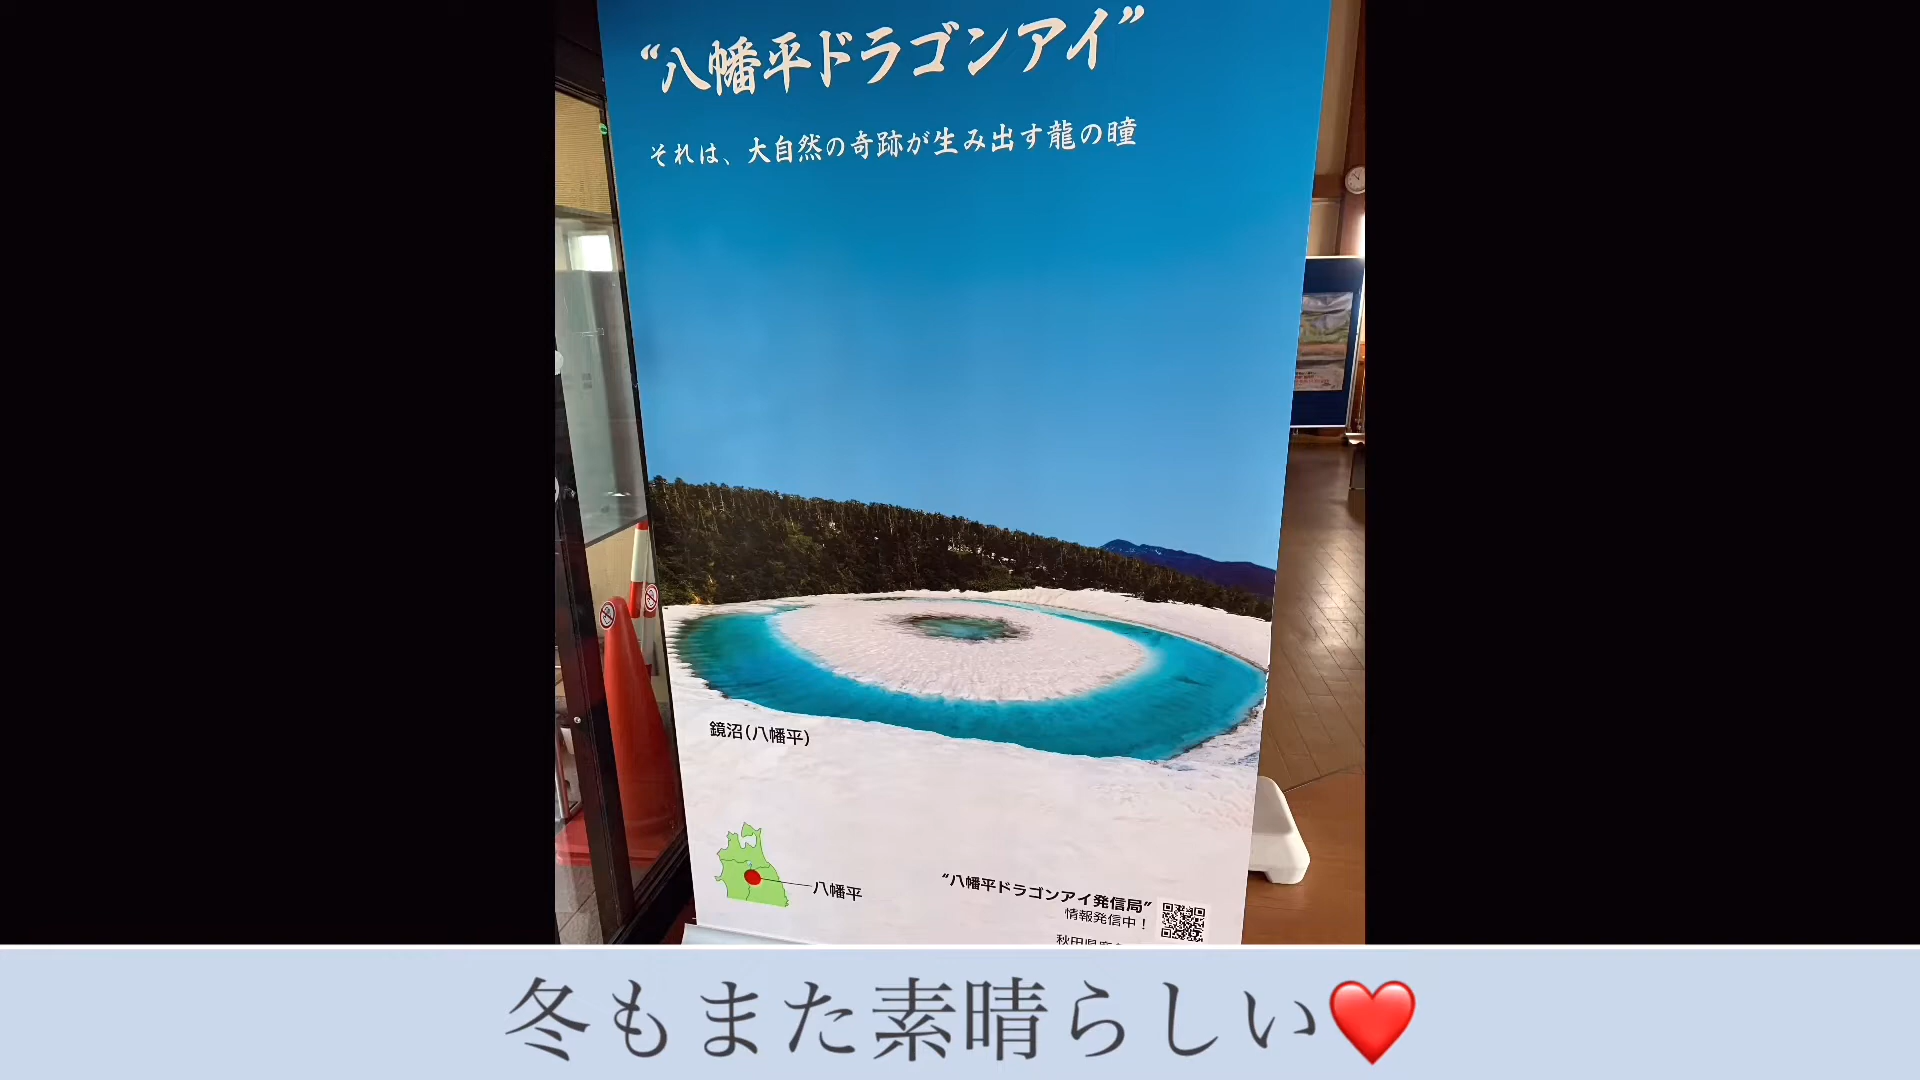 “八幡平ドラゴンアイ”
それは、大自然の奇跡が生み出す龍の瞳
鏡沼(八幡平)
八幡平
“八幡平ドラゴンアイ発信局”
情報発信中！
秋田県
冬もまた素晴らしい❤️